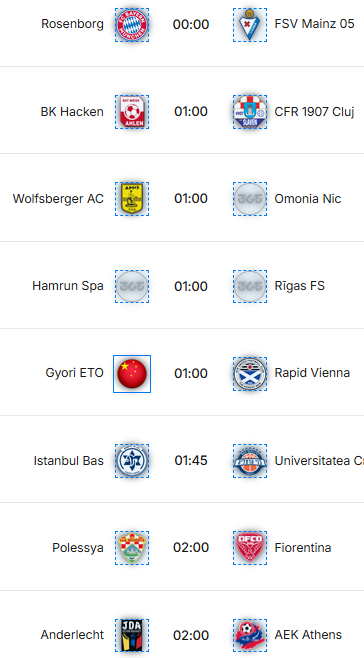 Rosenborg 00:00 FSV Mainz 05
BK Hacken 01:00 CFR 1907 Cluj
Wolfsberger AC 01:00 Omonia Nic
Hamrun Spa 01:00 Rīgas FS
Gyori ETO 01:00 Rapid Vienna
Istanbul Bas 01:45 Universitatea C
Polessya 02:00 Fiorentina
Anderlecht 02:00 AEK Athens